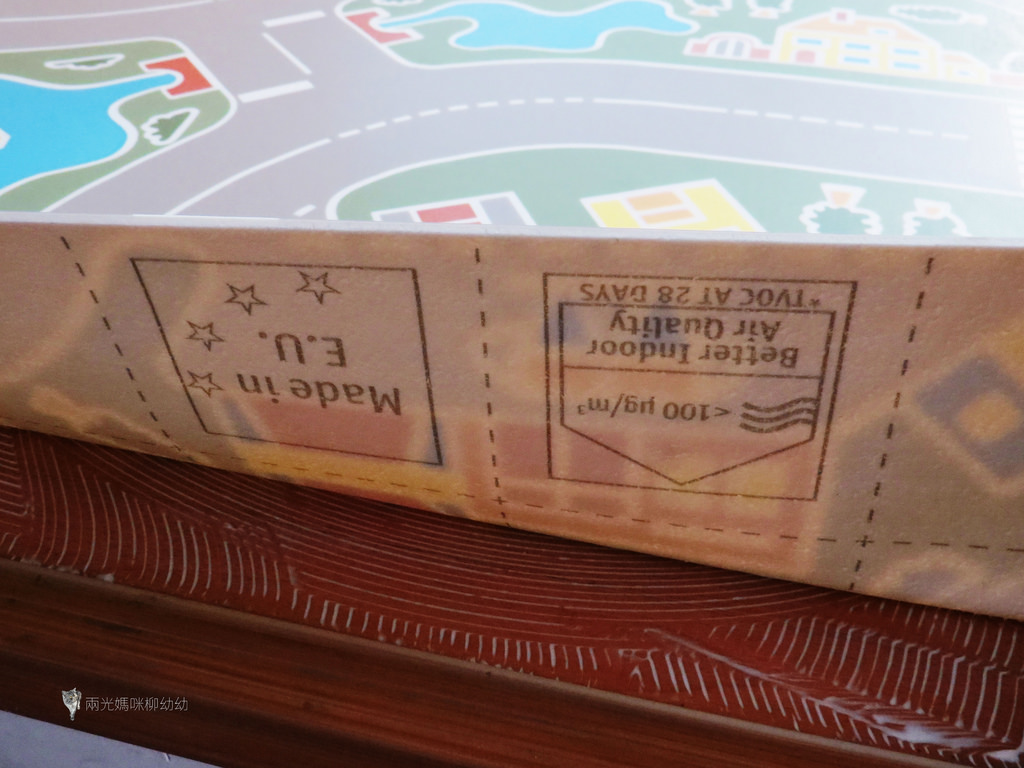 Made in
E.U.
< 100 µg/m³
Better Indoor
Air Quality
*TVOC AT 28 DAYS
兩光媽咪柳幼幼